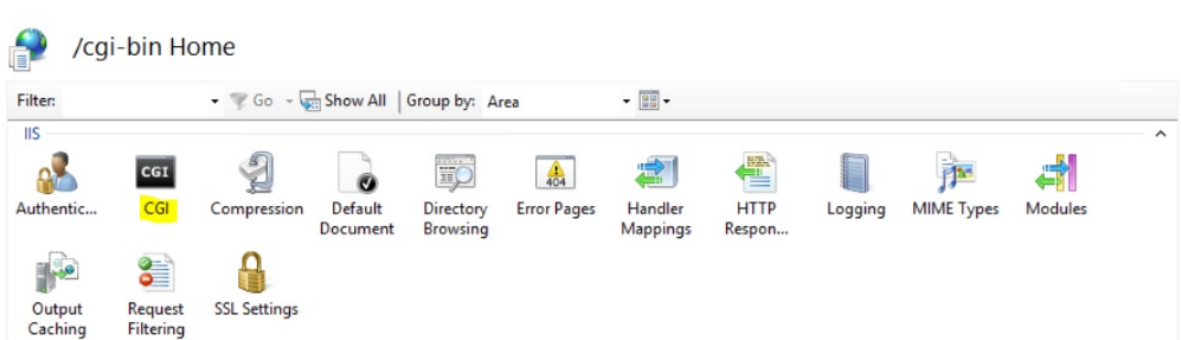 /cgi-bin Home
Filter: Go Show All Group by: Area
IIS
CGI
404
Authentic... CGI Compression Default Document Directory Browsing Error Pages Handler Mappings HTTP Respon... Logging MIME Types Modules
Output Caching Request Filtering SSL Settings